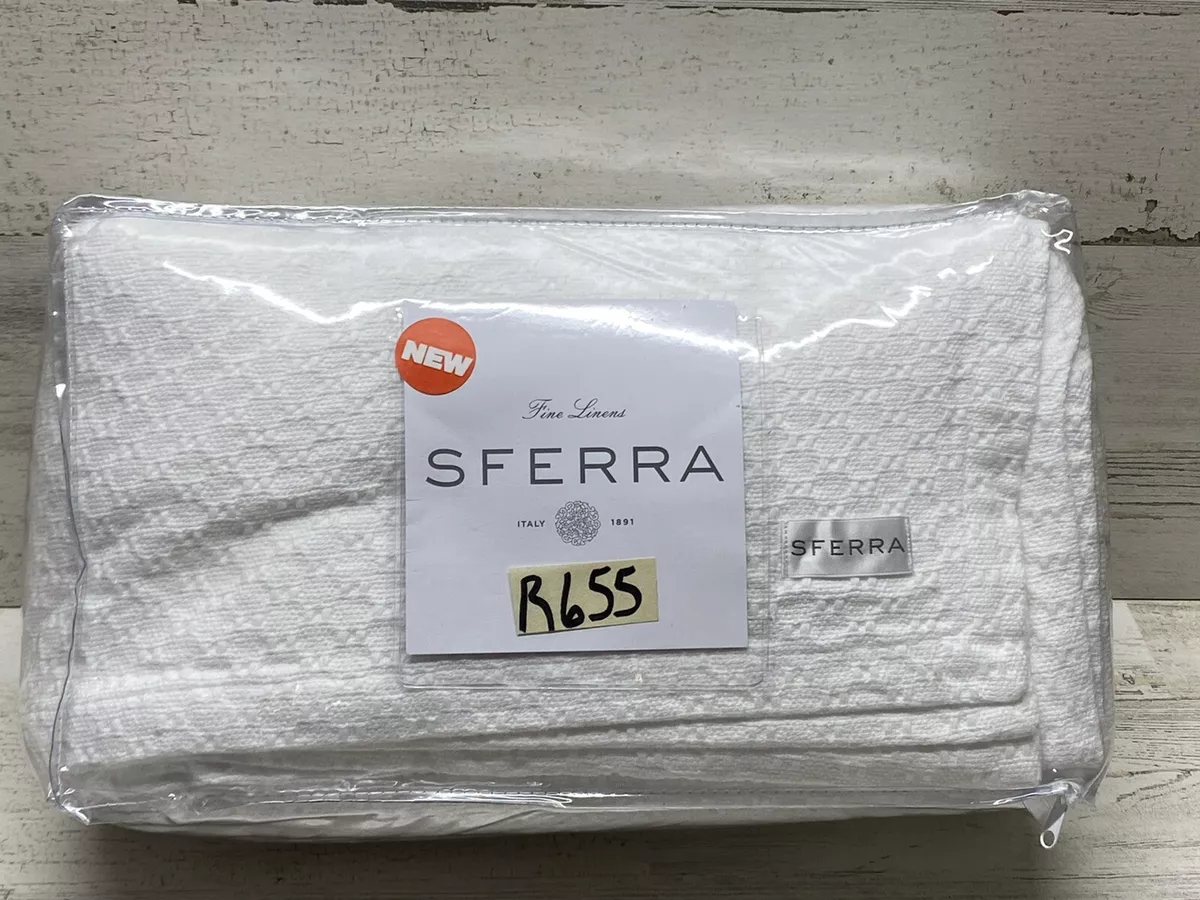 NEW
Fine Linens
SFERRA
ITALY 1891
R655
SFERRA